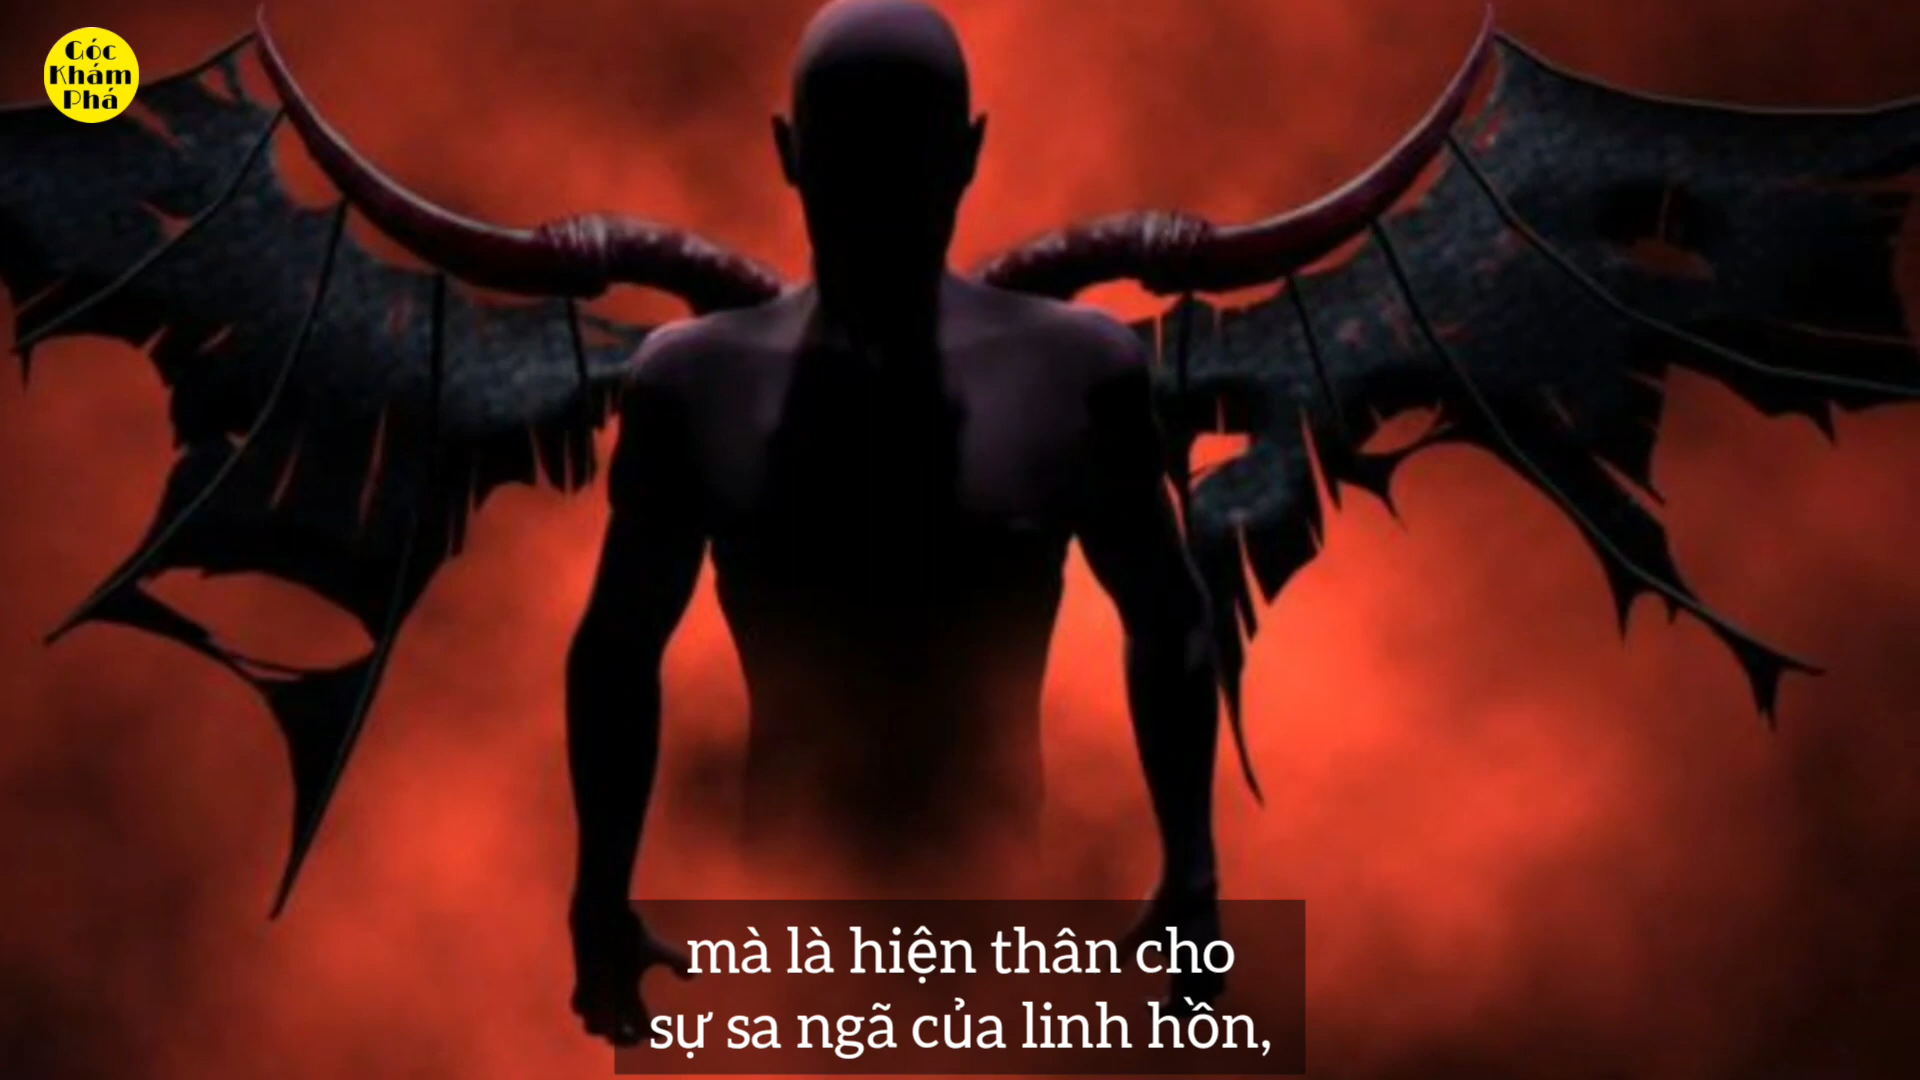 Góc
Khám
Phá
mà là hiện thân cho
sự sa ngã của linh hồn,